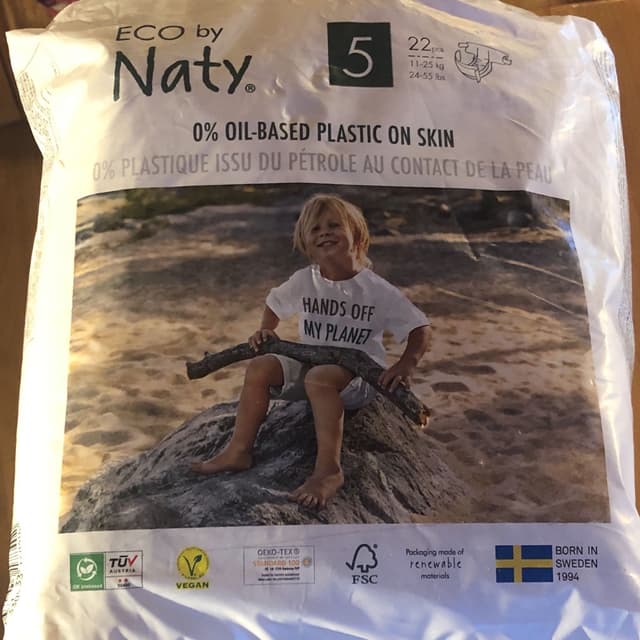 ECO by
Naty®
5
22 pcs
11-25 kg
24-55 lbs
0% OIL-BASED PLASTIC ON SKIN
0% PLASTIQUE ISSU DU PÉTROLE AU CONTACT DE LA PEAU
HANDS OFF
MY PLANET
OK biobased
TÜV
AUSTRIA
VEGAN
OEKO-TEX®
STANDARD 100
FSC
Packaging made of
renewable
materials
BORN IN
SWEDEN
1994